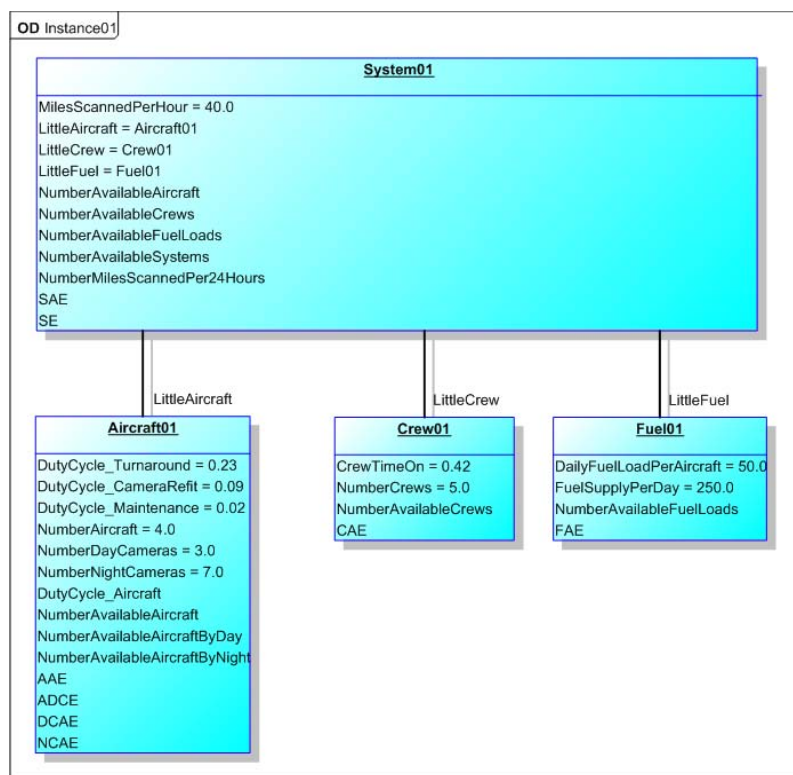 OD Instance01
System01
MilesScannedPerHour = 40.0
LittleAircraft = Aircraft01
LittleCrew = Crew01
LittleFuel = Fuel01
NumberAvailableAircraft
NumberAvailableCrews
NumberAvailableFuelLoads
NumberAvailableSystems
NumberMilesScannedPer24Hours
SAE
SE
LittleAircraft
LittleCrew
LittleFuel
Aircraft01
DutyCycle_Turnaround = 0.23
DutyCycle_CameraRefit = 0.09
DutyCycle_Maintenance = 0.02
NumberAircraft = 4.0
NumberDayCameras = 3.0
NumberNightCameras = 7.0
DutyCycle_Aircraft
NumberAvailableAircraft
NumberAvailableAircraftByDay
NumberAvailableAircraftByNight
AAE
ADCE
DCAE
NCAE
Crew01
CrewTimeOn = 0.42
NumberCrews = 5.0
NumberAvailableCrews
CAE
Fuel01
DailyFuelLoadPerAircraft = 50.0
FuelSupplyPerDay = 250.0
NumberAvailableFuelLoads
FAE